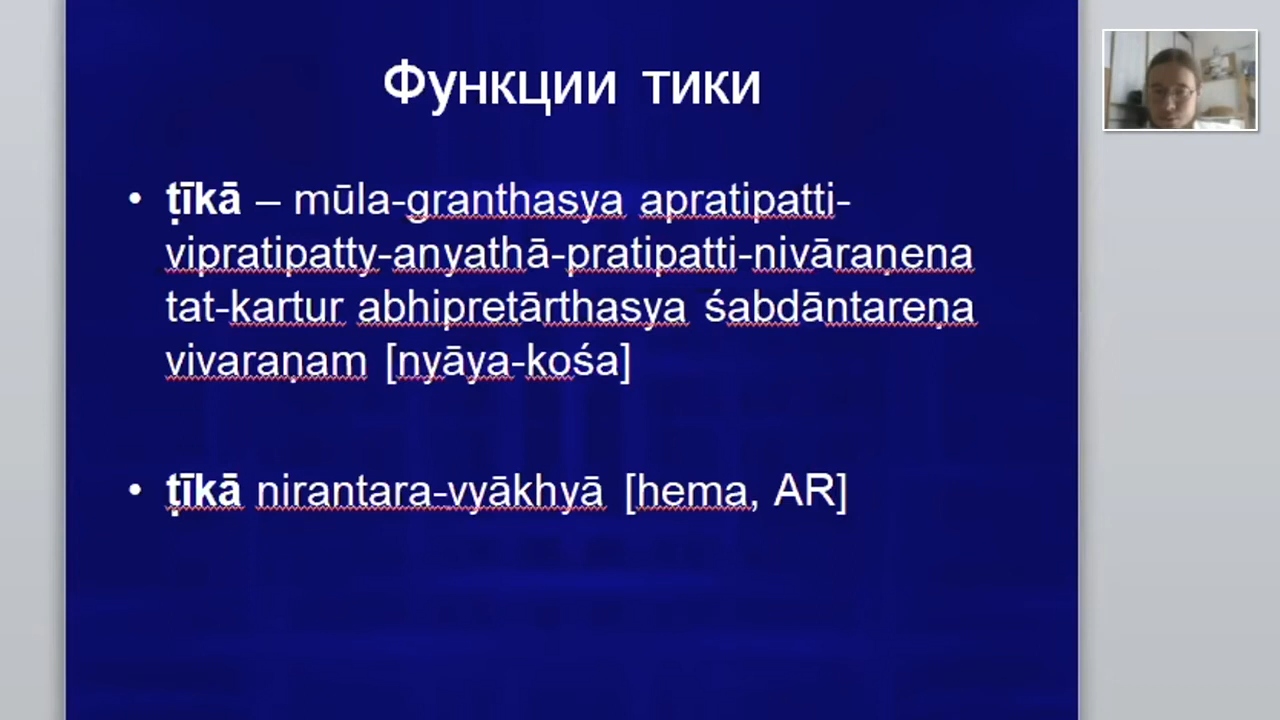 Функции тики
• ṭīkā – mūla-granthasya apratipatti-
vipratipatty-anyathā-pratipatti-nivāraṇena
tat-kartur abhipretārthasya śabdāntareṇa
vivaraṇam [nyāya-kośa]
• ṭīkā nirantara-vyākhyā [hema, AR]